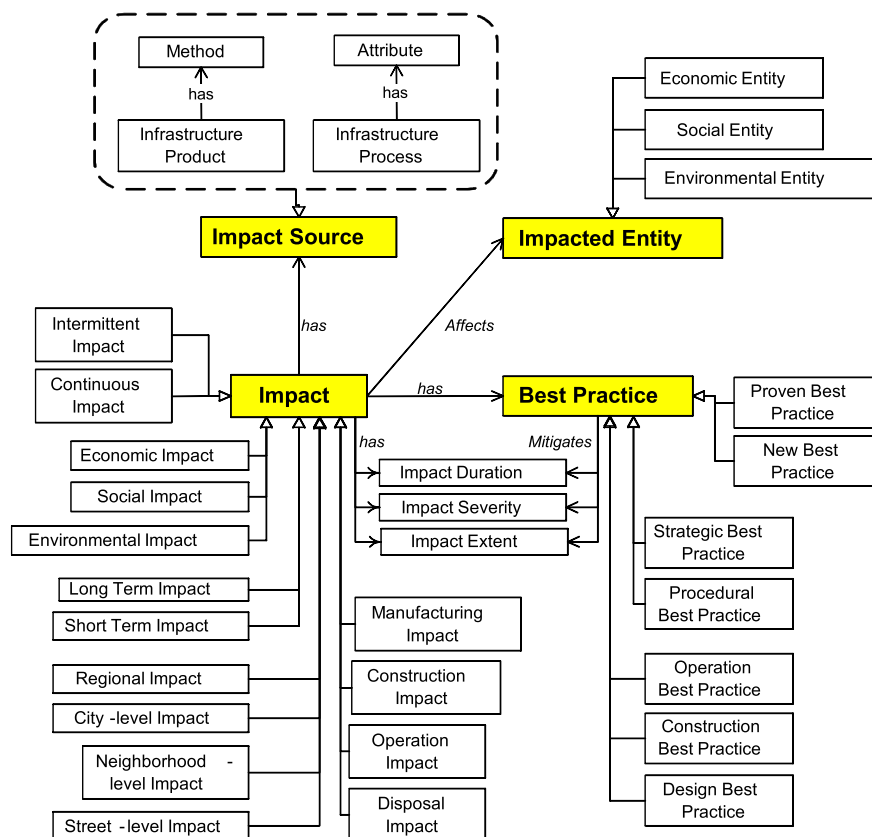 Method
Attribute
has
has
Infrastructure
Product
Infrastructure
Process
Economic Entity
Social Entity
Environmental Entity
Impact Source
Impacted Entity
Intermittent
Impact
has
Affects
Continuous
Impact
Impact
has
Best Practice
Proven Best
Practice
has
Mitigates
New Best
Practice
Economic Impact
Social Impact
Environmental Impact
Impact Duration
Impact Severity
Impact Extent
Strategic Best
Practice
Procedural
Best Practice
Long Term Impact
Short Term Impact
Manufacturing
Impact
Regional Impact
City -level Impact
Neighborhood -
level Impact
Street -level Impact
Construction
Impact
Operation
Impact
Disposal
Impact
Operation
Best Practice
Construction
Best Practice
Design Best
Practice